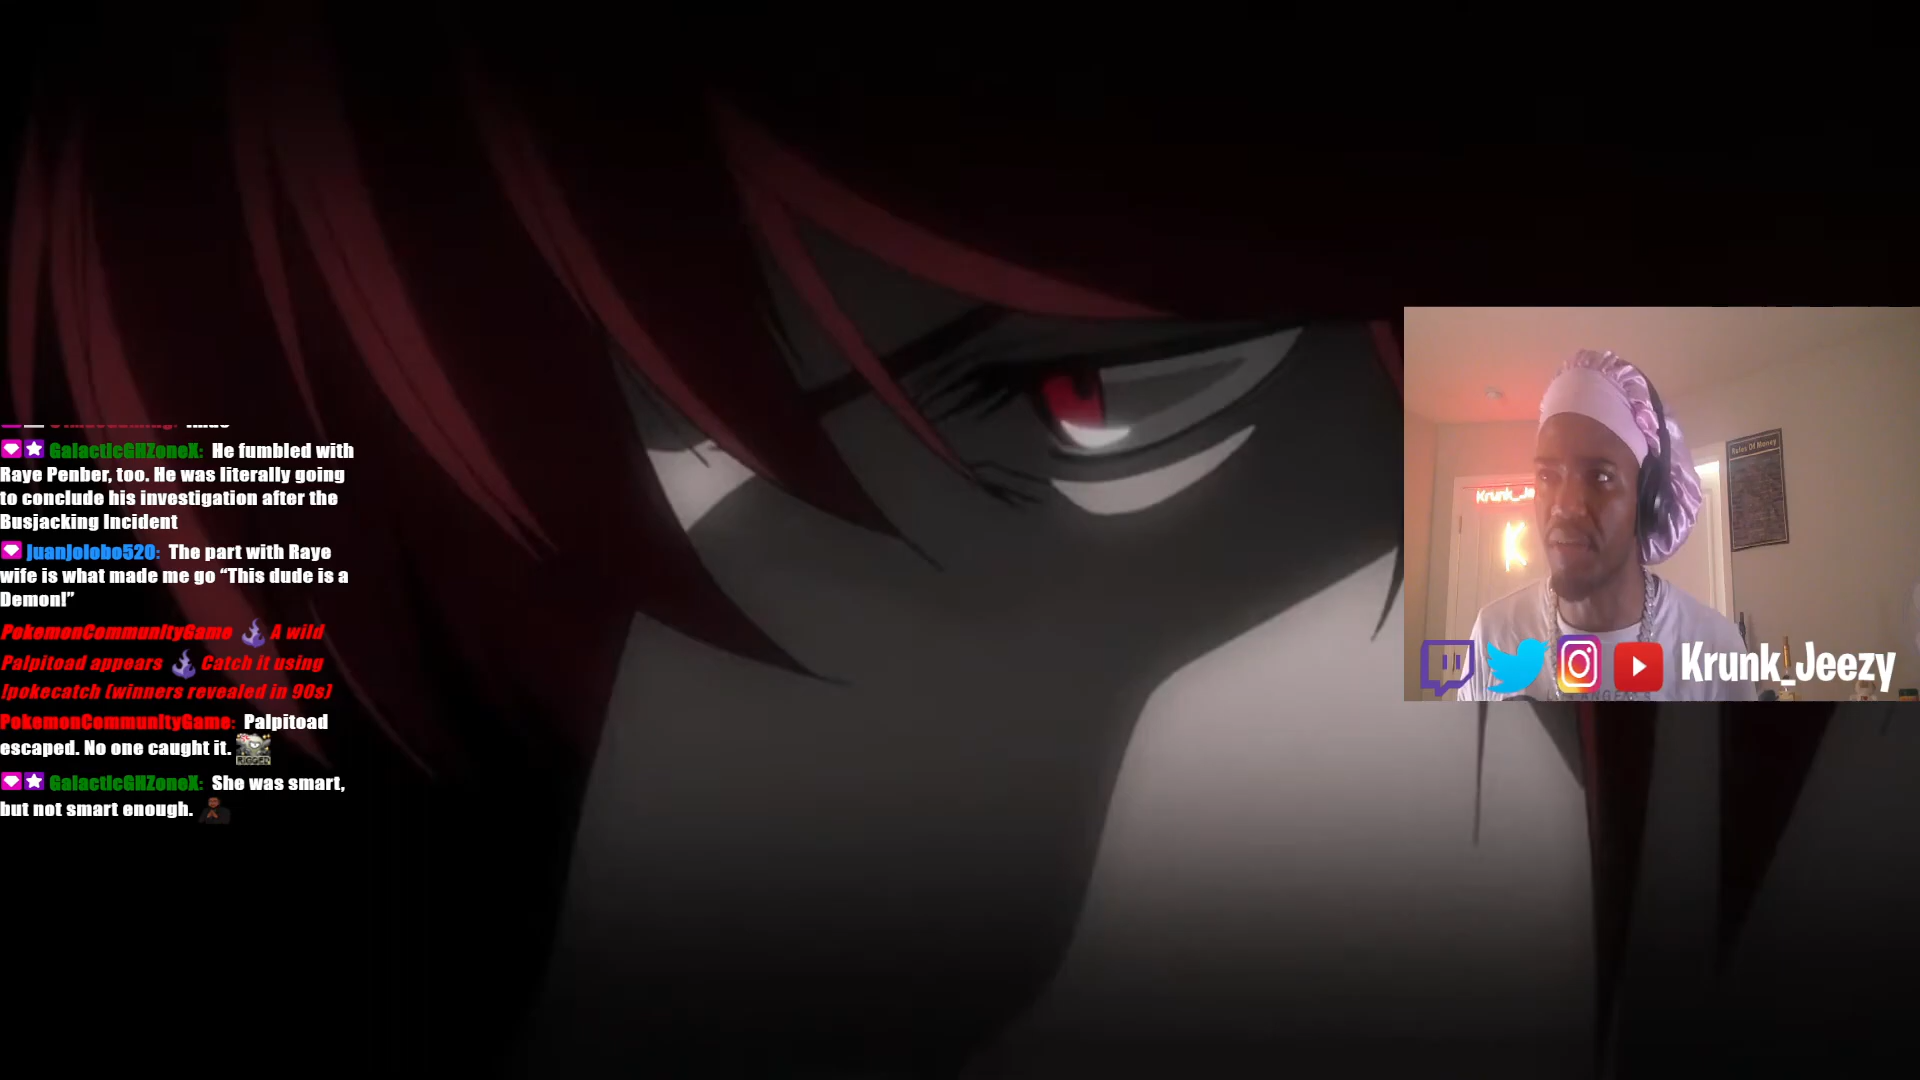 GalacticGHZoneX: He fumbled with
Raye Penber, too. He was literally going
to conclude his investigation after the
Busjacking Incident
juanjolobo520: The part with Raye
wife is what made me go “This dude is a
Demon!”
PokemonCommunityGame A wild
Palpitoad appears Catch it using
!pokecatch (winners revealed in 90s)
PokemonCommunityGame: Palpitoad
escaped. No one caught it.
GalacticGHZoneX: She was smart,
but not smart enough.
Rules Of Money
K
Krunk_Jeezy